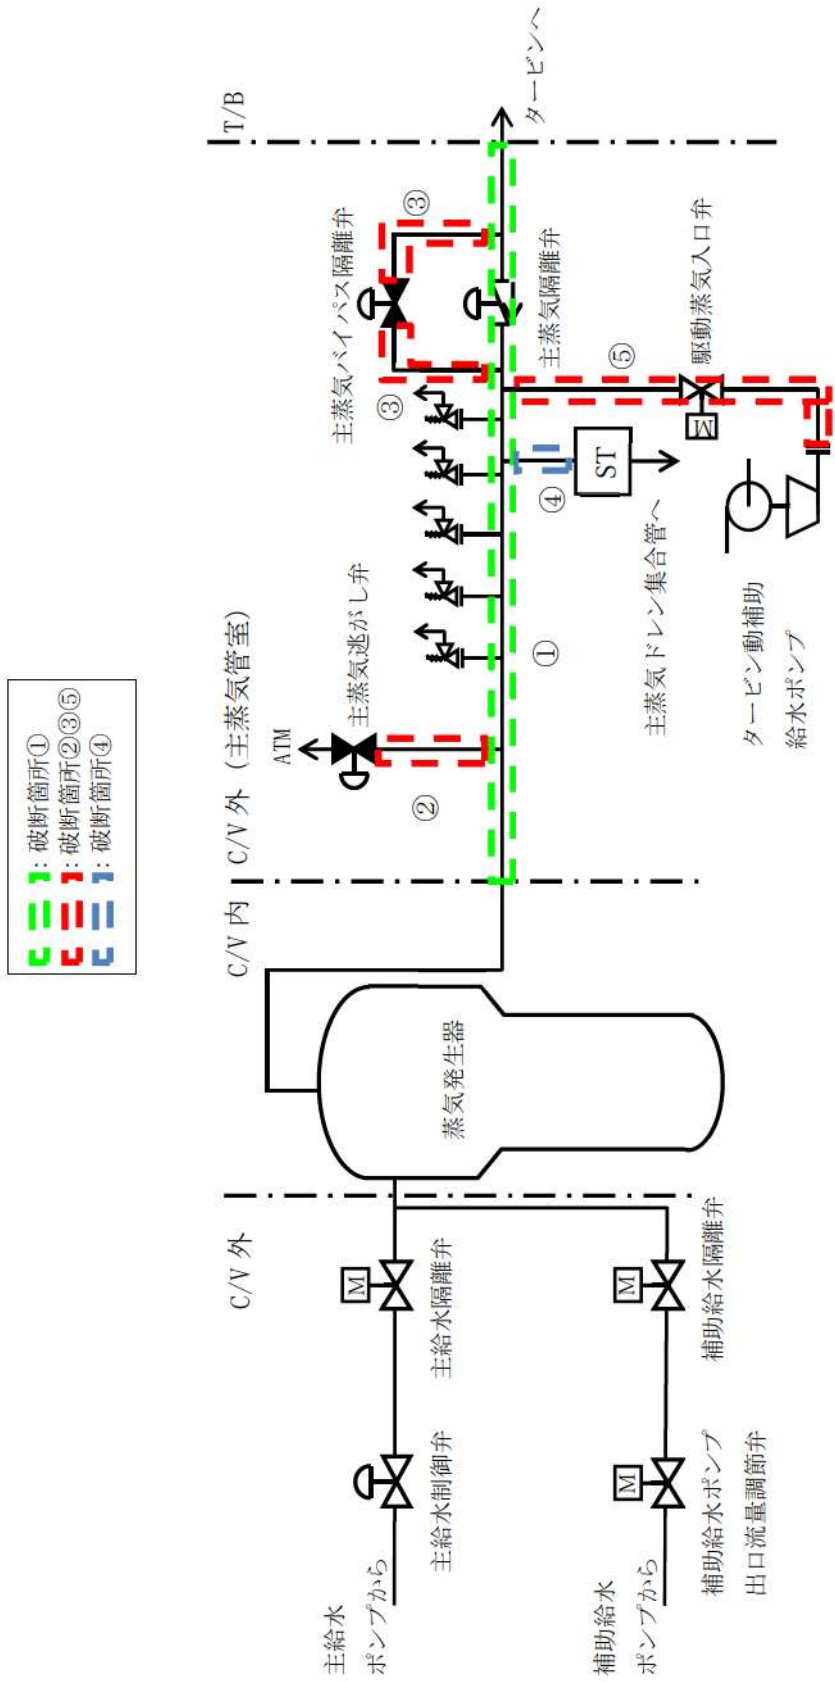 ：破断箇所①
：破断箇所②③⑤
：破断箇所④
C/V 外
C/V 内
C/V 外（主蒸気管室）
T/B
主給水
ポンプから
主給水制御弁
M
主給水隔離弁
補助給水
ポンプから
M
補助給水ポンプ
出口流量調節弁
M
補助給水隔離弁
蒸気発生器
ATM
主蒸気逃がし弁
②
①
③
主蒸気バイパス隔離弁
③
主蒸気隔離弁
タービンへ
④
ST
主蒸気ドレン集合管へ
⑤
M
駆動蒸気入口弁
タービン動補助
給水ポンプ